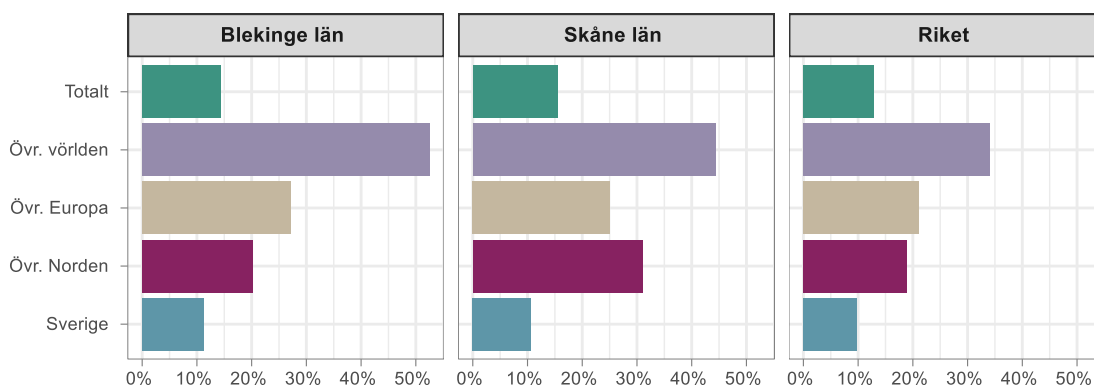 Blekinge län Skåne län Riket
Totalt
Övr. vörlden
Övr. Europa
Övr. Norden
Sverige
0% 10% 20% 30% 40% 50% 0% 10% 20% 30% 40% 50% 0% 10% 20% 30% 40% 50%